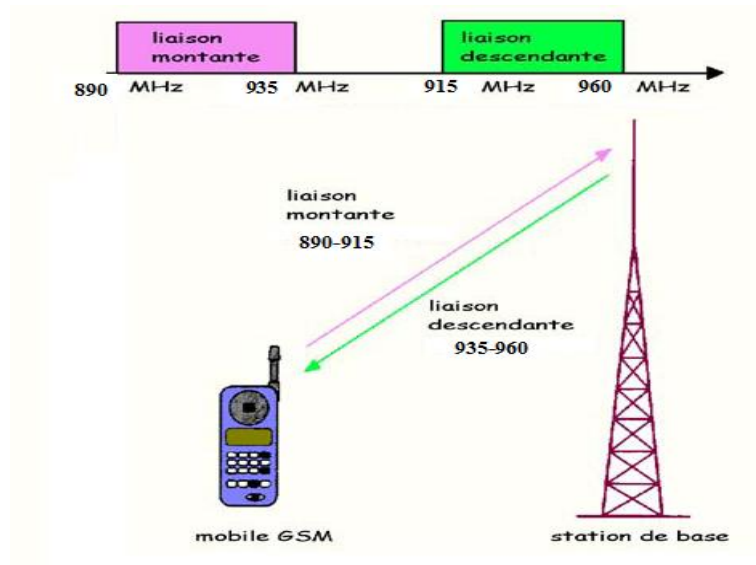 liaison
montante
liaison
descendante
890 MHz 935 MHz 915 MHz 960 MHz
liaison
montante
890-915
liaison
descendante
935-960
mobile GSM
station de base